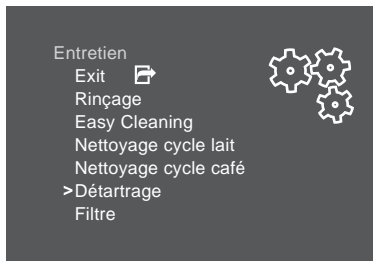 Entretien
Exit
Rinçage
Easy Cleaning
Nettoyage cycle lait
Nettoyage cycle café
>Détartrage
Filtre